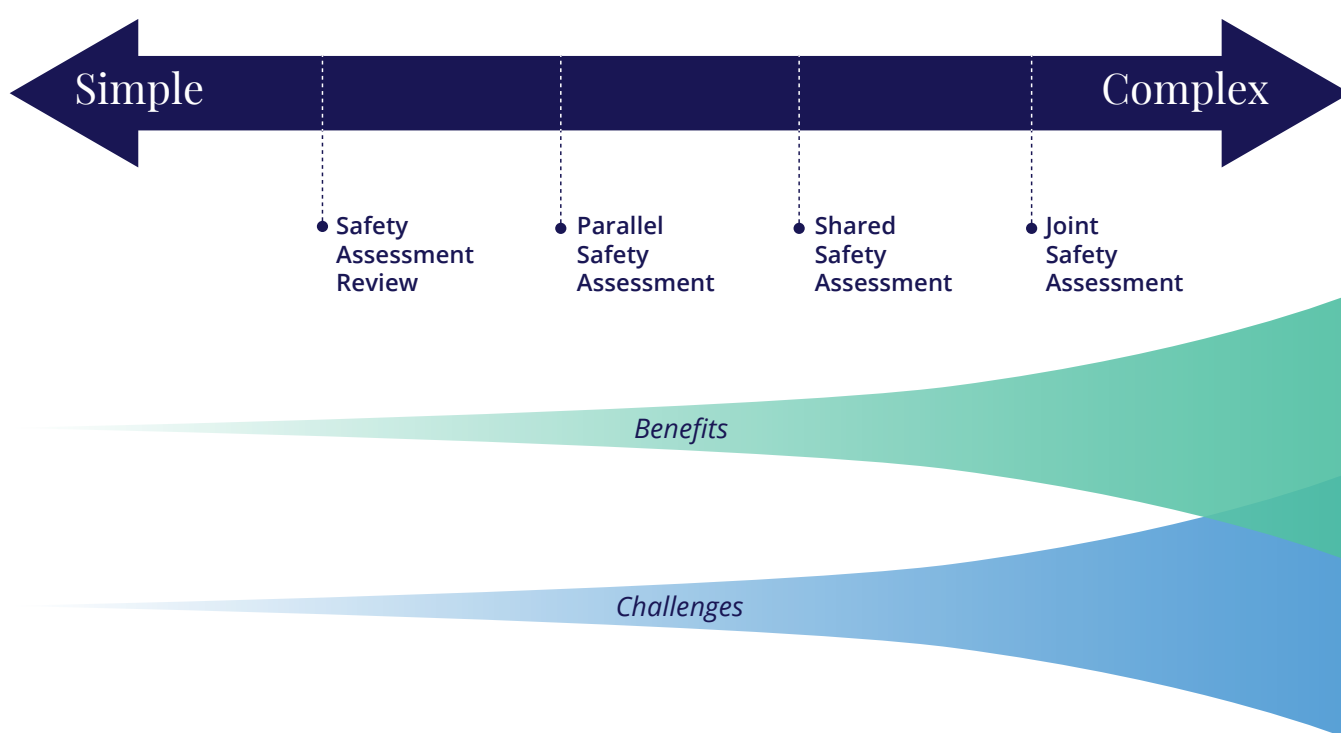 Simple
Complex
Safety
Assessment
Review
Parallel
Safety
Assessment
Shared
Safety
Assessment
Joint
Safety
Assessment
Benefits
Challenges